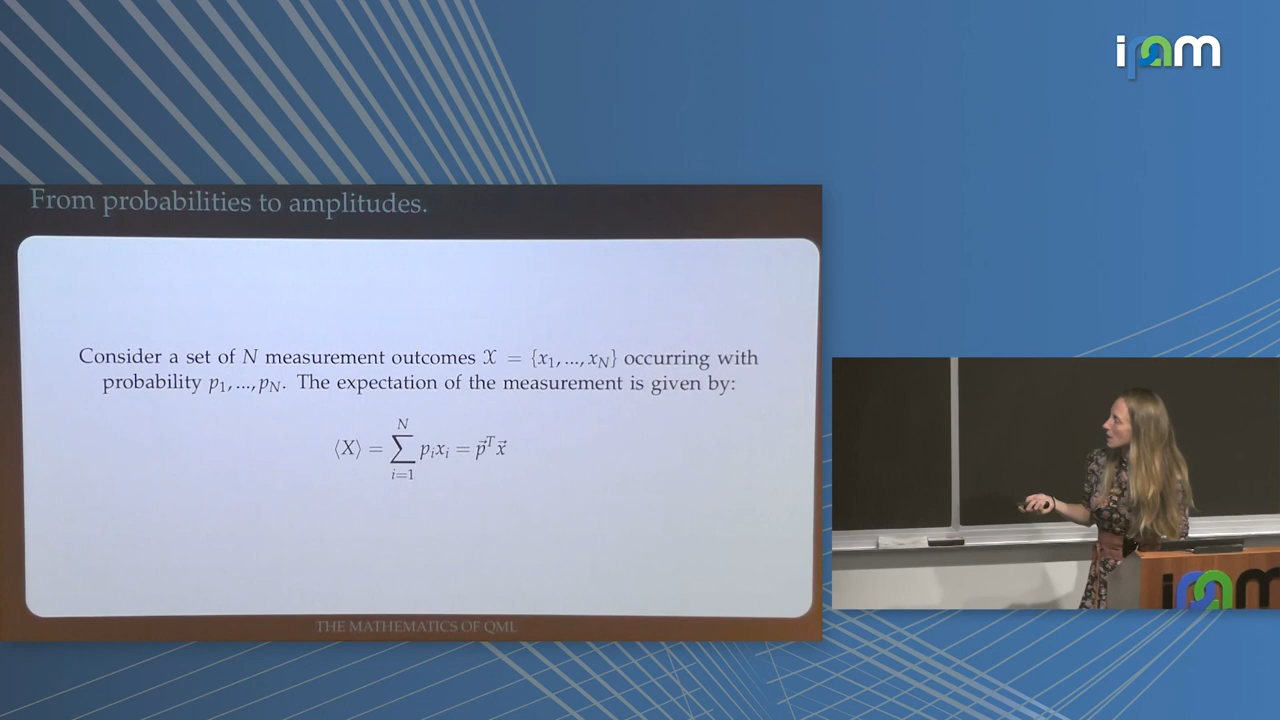 ipam
From probabilities to amplitudes.
Consider a set of N measurement outcomes 𝒳 = {x₁, ..., x_N} occurring with
probability p₁, ..., p_N. The expectation of the measurement is given by:
⟨X⟩ = ∑_{i=1}^{N} pᵢxᵢ = p⃗ᵀx⃗
THE MATHEMATICS OF QML
ipam